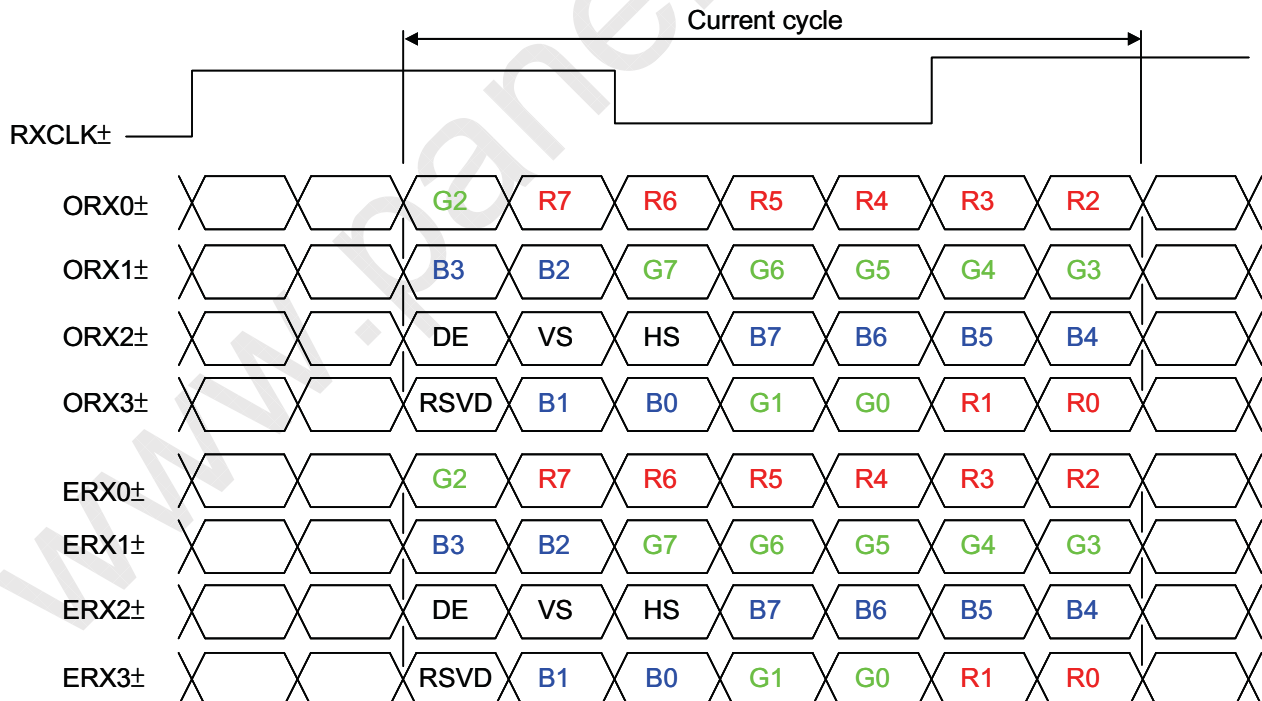 Current cycle
RXCLK±
ORX0± G2 R7 R6 R5 R4 R3 R2
ORX1± B3 B2 G7 G6 G5 G4 G3
ORX2± DE VS HS B7 B6 B5 B4
ORX3± RSVD B1 B0 G1 G0 R1 R0
ERX0± G2 R7 R6 R5 R4 R3 R2
ERX1± B3 B2 G7 G6 G5 G4 G3
ERX2± DE VS HS B7 B6 B5 B4
ERX3± RSVD B1 B0 G1 G0 R1 R0
www.pane